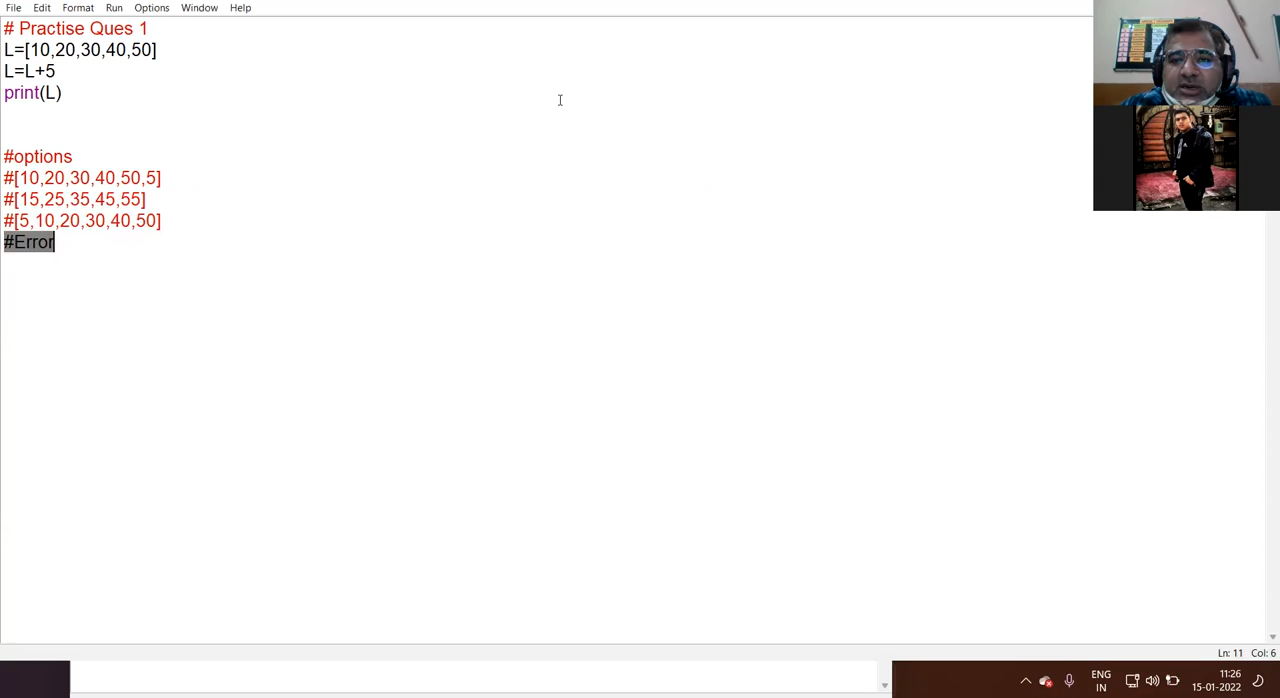 File Edit Format Run Options Window Help
# Practise Ques 1
L=[10,20,30,40,50]
L=L+5
print(L)
#options
#[10,20,30,40,50,5]
#[15,25,35,45,55]
#[5,10,20,30,40,50]
#Error
Ln: 11 Col: 6
ENG
IN
11:26
15-01-2022